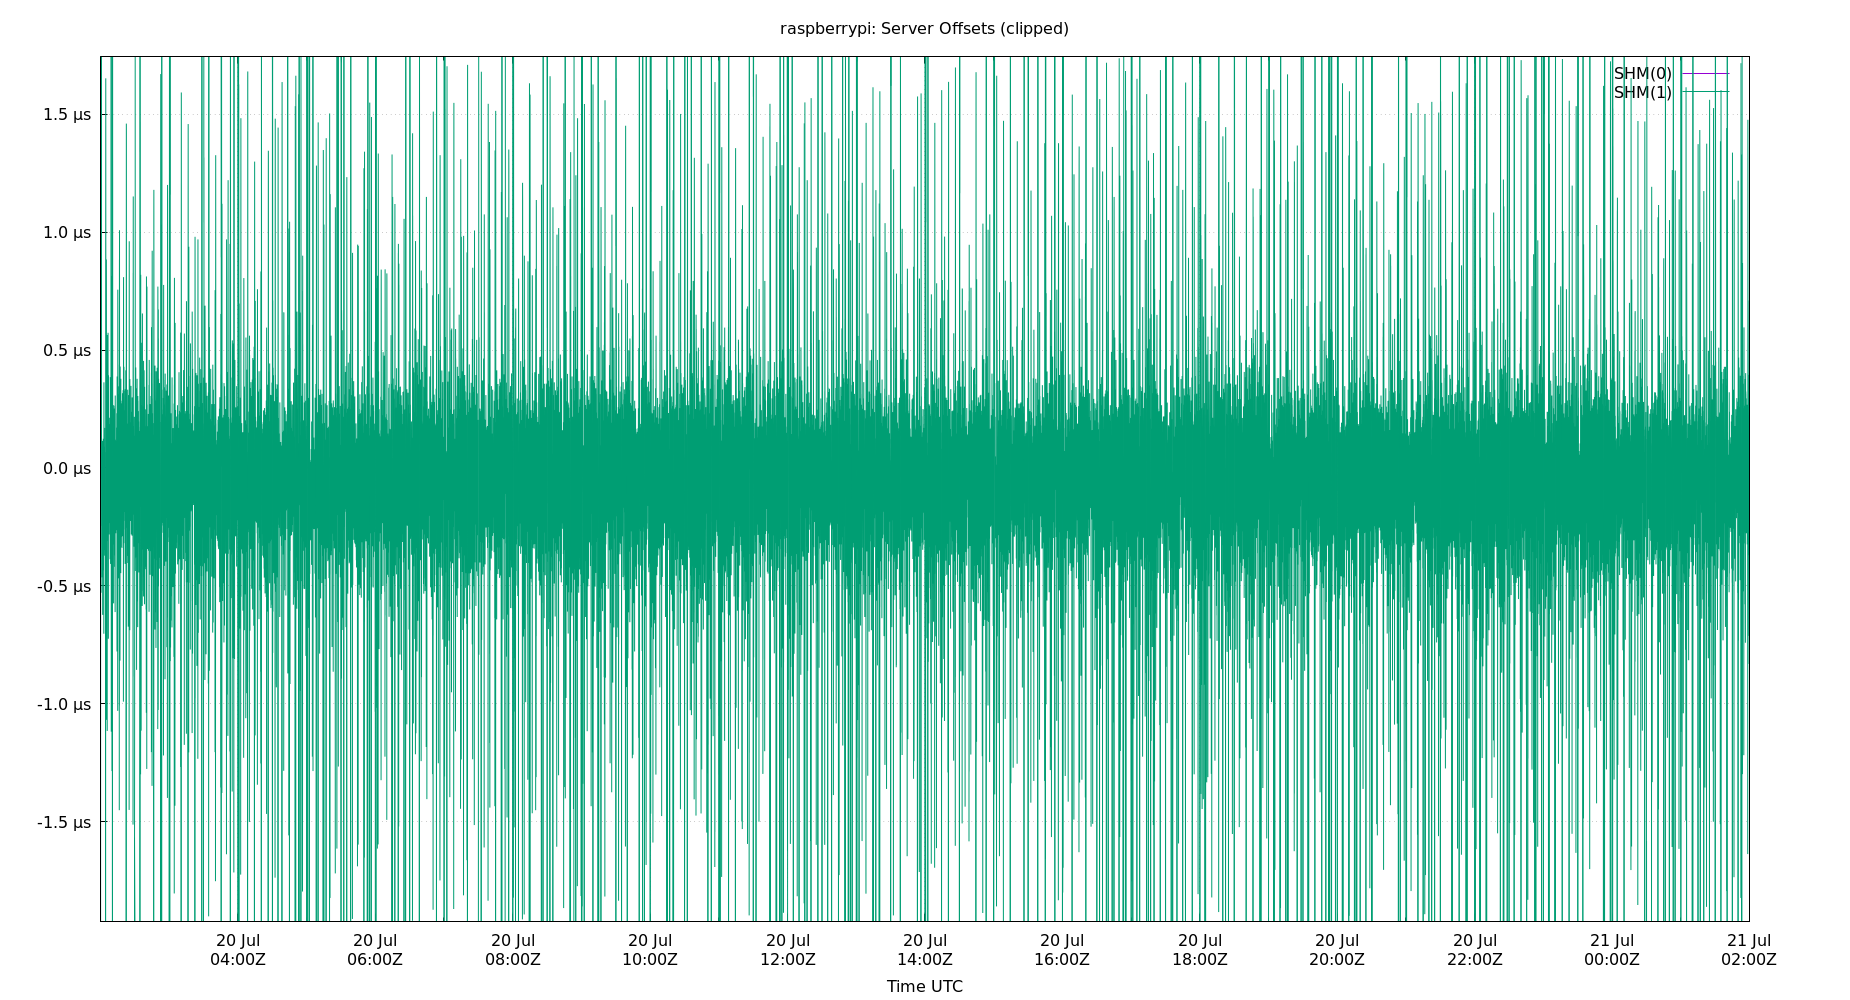 raspberrypi: Server Offsets (clipped)
SHM(0)
SHM(1)
1.5 µs
1.0 µs
0.5 µs
0.0 µs
-0.5 µs
-1.0 µs
-1.5 µs
20 Jul 20 Jul 20 Jul 20 Jul 20 Jul 20 Jul 20 Jul 20 Jul 20 Jul 20 Jul 21 Jul 21 Jul
04:00Z 06:00Z 08:00Z 10:00Z 12:00Z 14:00Z 16:00Z 18:00Z 20:00Z 22:00Z 00:00Z 02:00Z
Time UTC